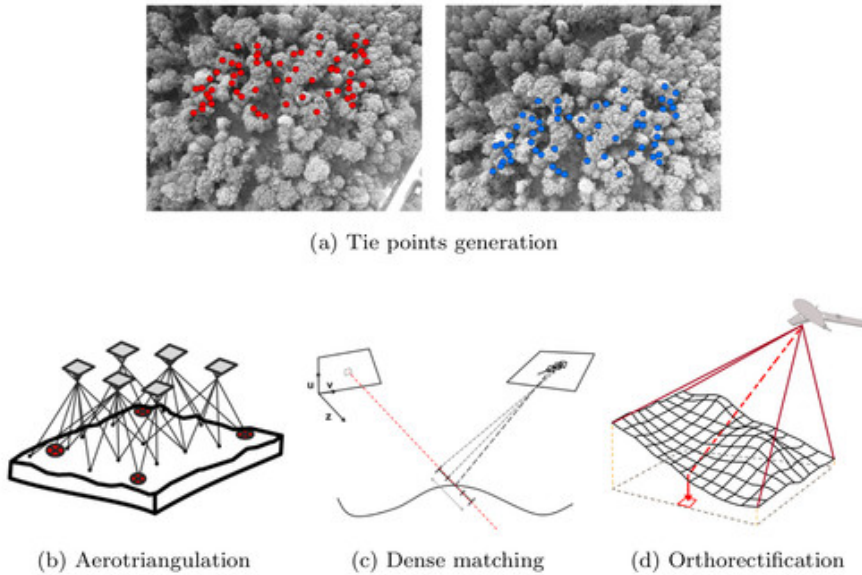 (a) Tie points generation
u
v
z
(b) Aerotriangulation
(c) Dense matching
(d) Orthorectification